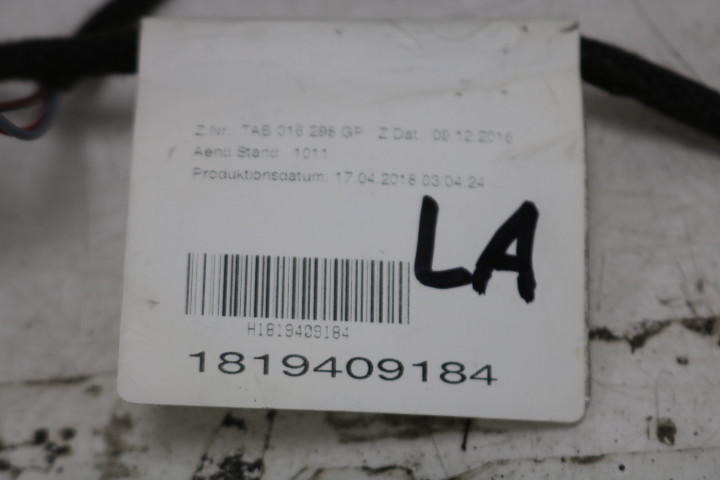 Z.Nr.: TAB 016 298 GP Z.Dat. 09.12.2016
Aend.Stand: 1011
Produktionsdatum: 17.04.2018 03:04:24
LA
H1819409184
1819409184